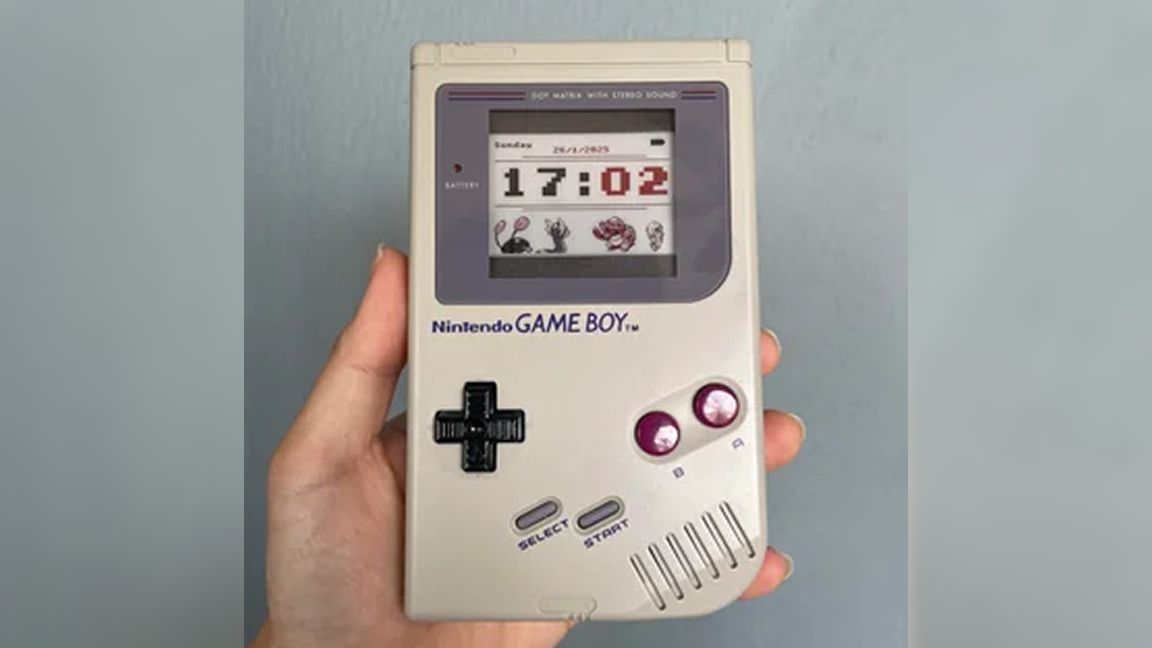 DOT MATRIX WITH STEREO SOUND
Sunday
26/1/2025
BATTERY
17:02
Nintendo GAME BOY™
B A
SELECT START